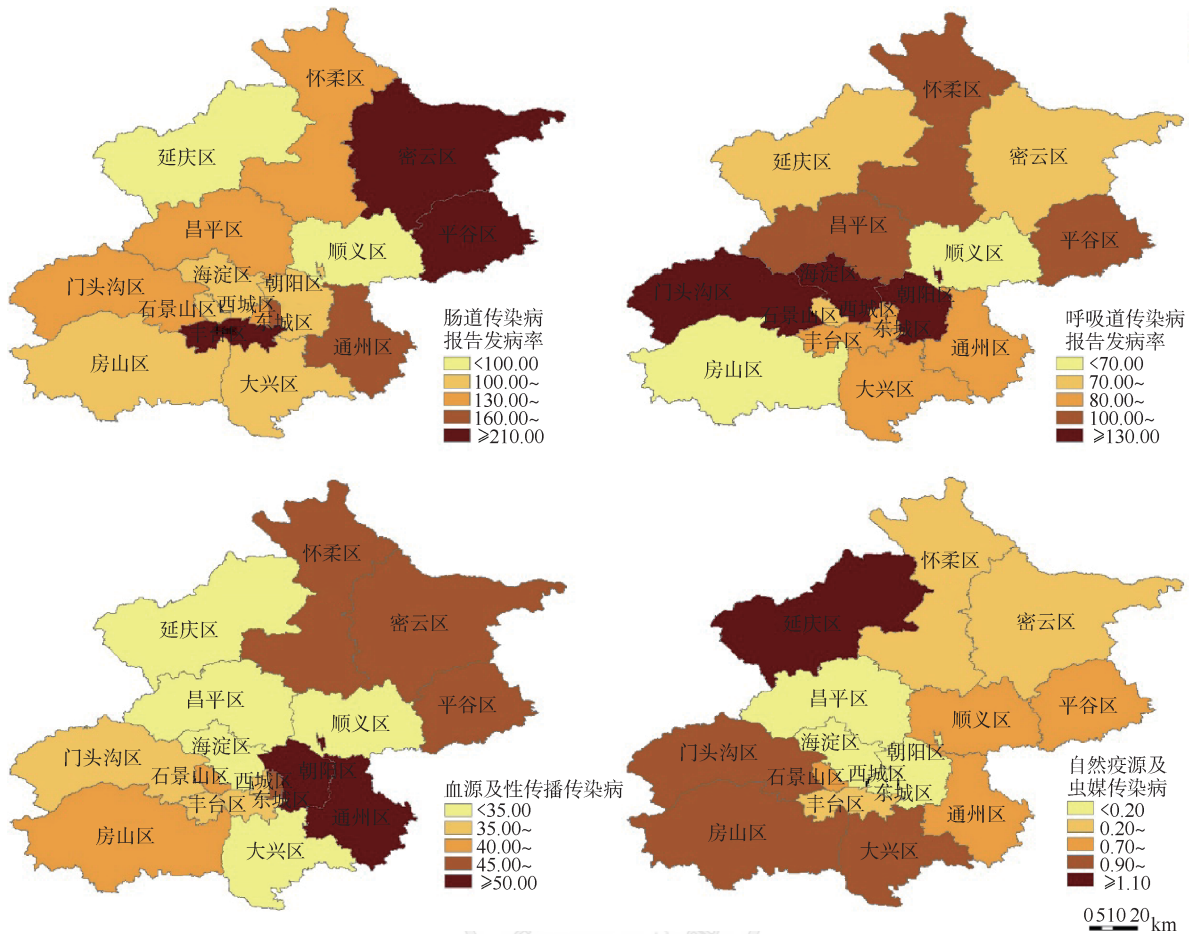 怀柔区
延庆区
密云区
昌平区
平谷区
顺义区
海淀区
门头沟区
朝阳区
石景山区
西城区
东城区
丰台区
通州区
房山区
大兴区
肠道传染病
报告发病率
<100.00
100.00~
130.00~
160.00~
≥210.00
怀柔区
延庆区
密云区
昌平区
平谷区
顺义区
海淀区
门头沟区
朝阳区
石景山区
西城区
东城区
丰台区
通州区
房山区
大兴区
呼吸道传染病
报告发病率
<70.00
70.00~
80.00~
100.00~
≥130.00
怀柔区
延庆区
密云区
昌平区
平谷区
顺义区
海淀区
门头沟区
朝阳区
石景山区
西城区
东城区
丰台区
通州区
房山区
大兴区
血源及性传播传染病
<35.00
35.00~
40.00~
45.00~
≥50.00
怀柔区
延庆区
密云区
昌平区
平谷区
顺义区
海淀区
门头沟区
朝阳区
石景山区
西城区
东城区
丰台区
通州区
房山区
大兴区
自然疫源及
虫媒传染病
<0.20
0.20~
0.70~
0.90~
≥1.10
0 5 10 20 km